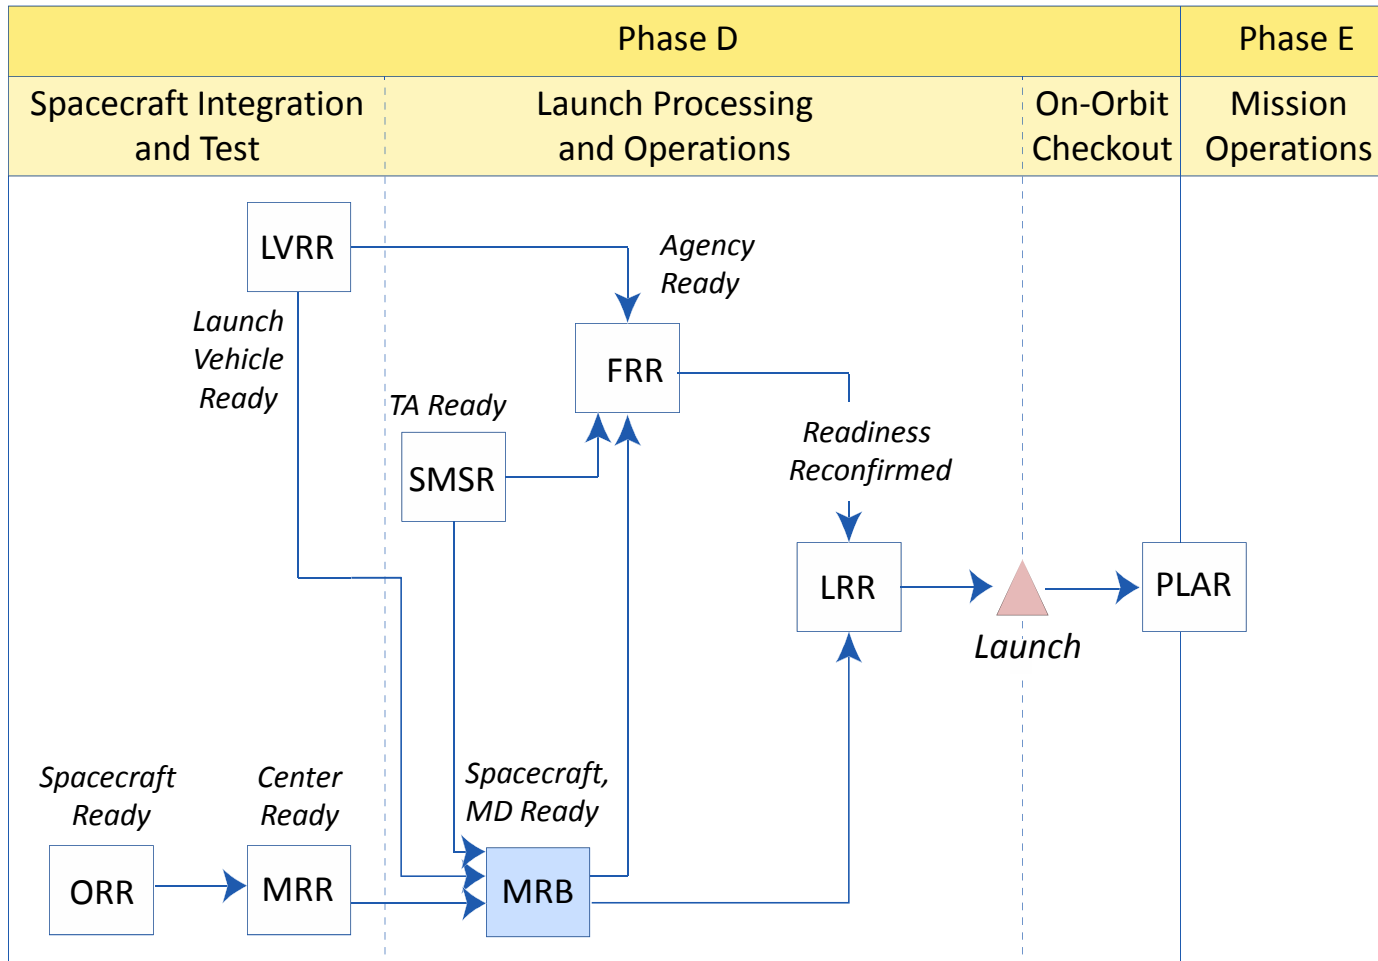 Phase D
Phase E
Spacecraft Integration
and Test
Launch Processing
and Operations
On-Orbit
Checkout
Mission
Operations
LVRR
Agency
Ready
Launch
Vehicle
Ready
FRR
TA Ready
SMSR
Readiness
Reconfirmed
LRR
Launch
PLAR
Spacecraft
Ready
Center
Ready
Spacecraft,
MD Ready
ORR
MRR
MRB